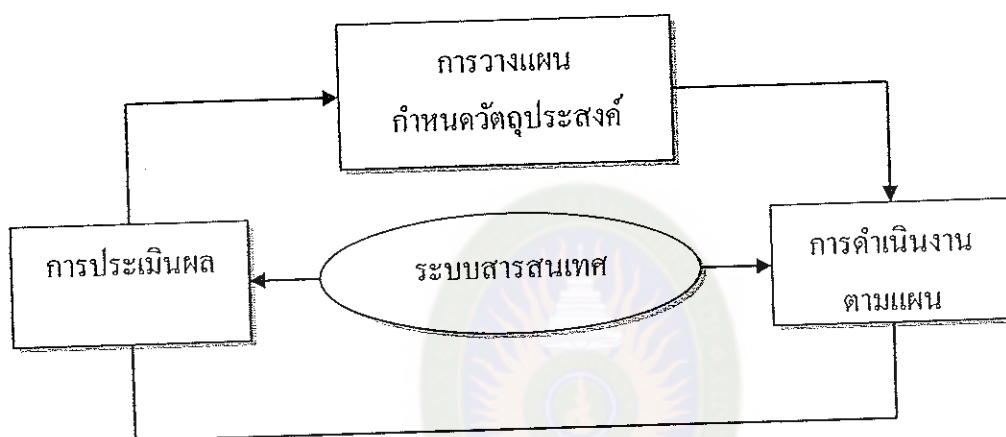 การวางแผน
กำหนดวัตถุประสงค์
การประเมินผล
ระบบสารสนเทศ
การดำเนินงาน
ตามแผน